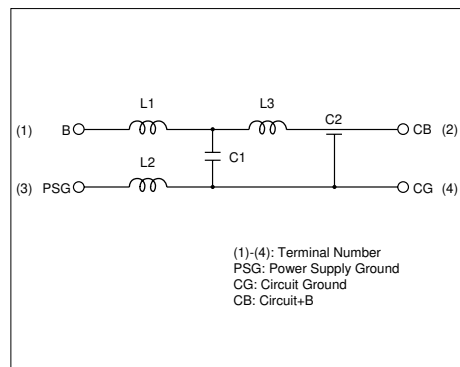 L1
L3
C2
(1)
B
CB
(2)
L2
C1
(3)
PSG
CG
(4)
(1)-(4): Terminal Number
PSG: Power Supply Ground
CG: Circuit Ground
CB: Circuit+B